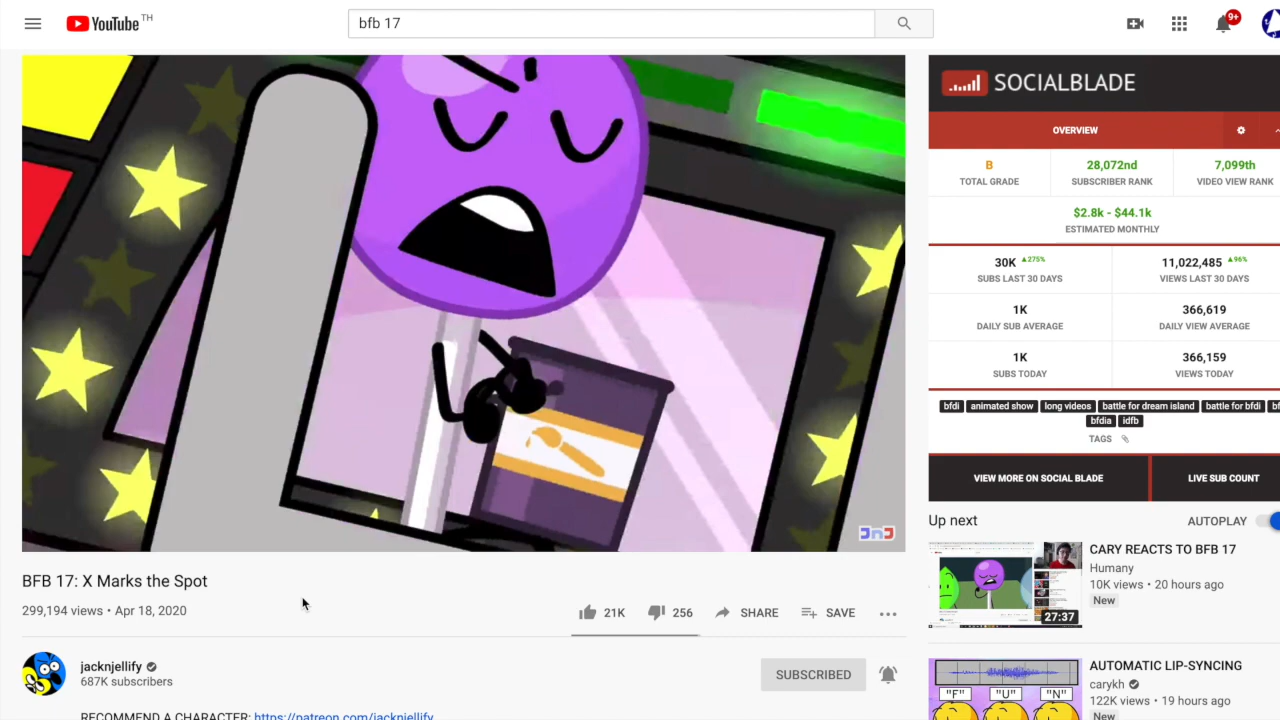 YouTube TH
bfb 17
9+
SOCIALBLADE
OVERVIEW
B
TOTAL GRADE
28,072nd
SUBSCRIBER RANK
7,099th
VIDEO VIEW RANK
$2.8k - $44.1k
ESTIMATED MONTHLY
30K ▲275%
SUBS LAST 30 DAYS
11,022,485 ▲96%
VIEWS LAST 30 DAYS
1K
DAILY SUB AVERAGE
366,619
DAILY VIEW AVERAGE
1K
SUBS TODAY
366,159
VIEWS TODAY
bfdi animated show long videos battle for dream island battle for bfdi
bfdia idfb
TAGS
VIEW MORE ON SOCIAL BLADE
LIVE SUB COUNT
Up next
AUTOPLAY
CARY REACTS TO BFB 17
Humany
10K views • 20 hours ago
New
27:37
AUTOMATIC LIP-SYNCING
carykh
122K views • 19 hours ago
New
"F" "U" "N"
JnJ
BFB 17: X Marks the Spot
299,194 views • Apr 18, 2020
21K
256
SHARE
SAVE
jacknjellify
687K subscribers
SUBSCRIBED
RECOMMEND A CHARACTER: https://patreon.com/jacknjellify